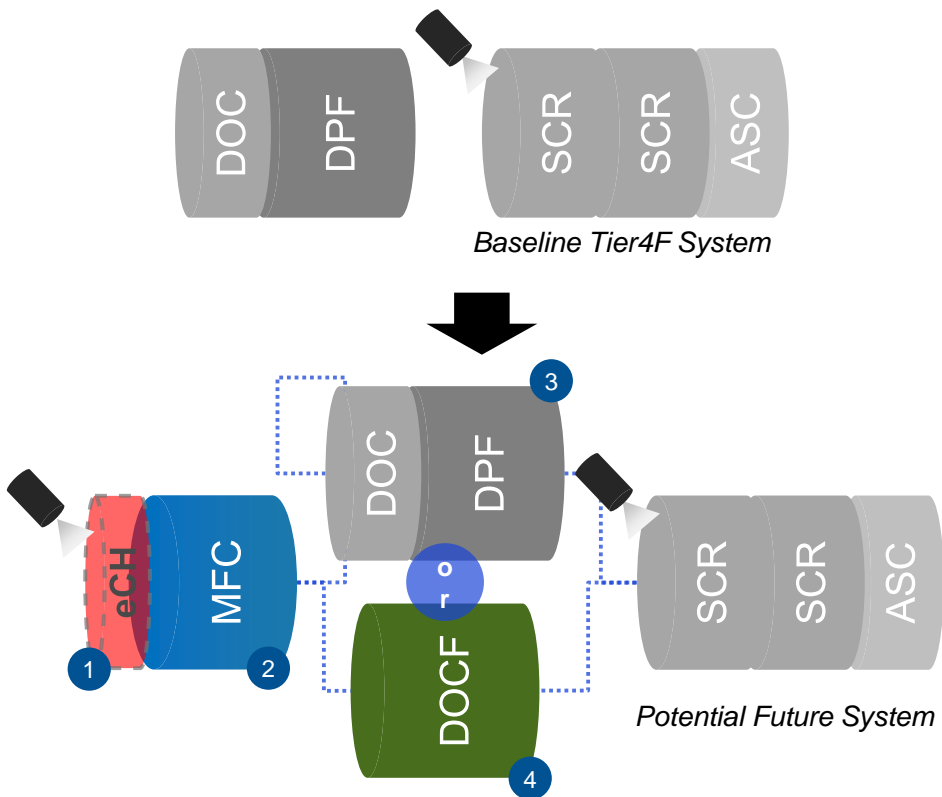 DOC
DPF
SCR
SCR
ASC
Baseline Tier4F System
3
DOC
DPF
eCH
MFC
1
2
o
r
DOCF
4
SCR
SCR
ASC
Potential Future System